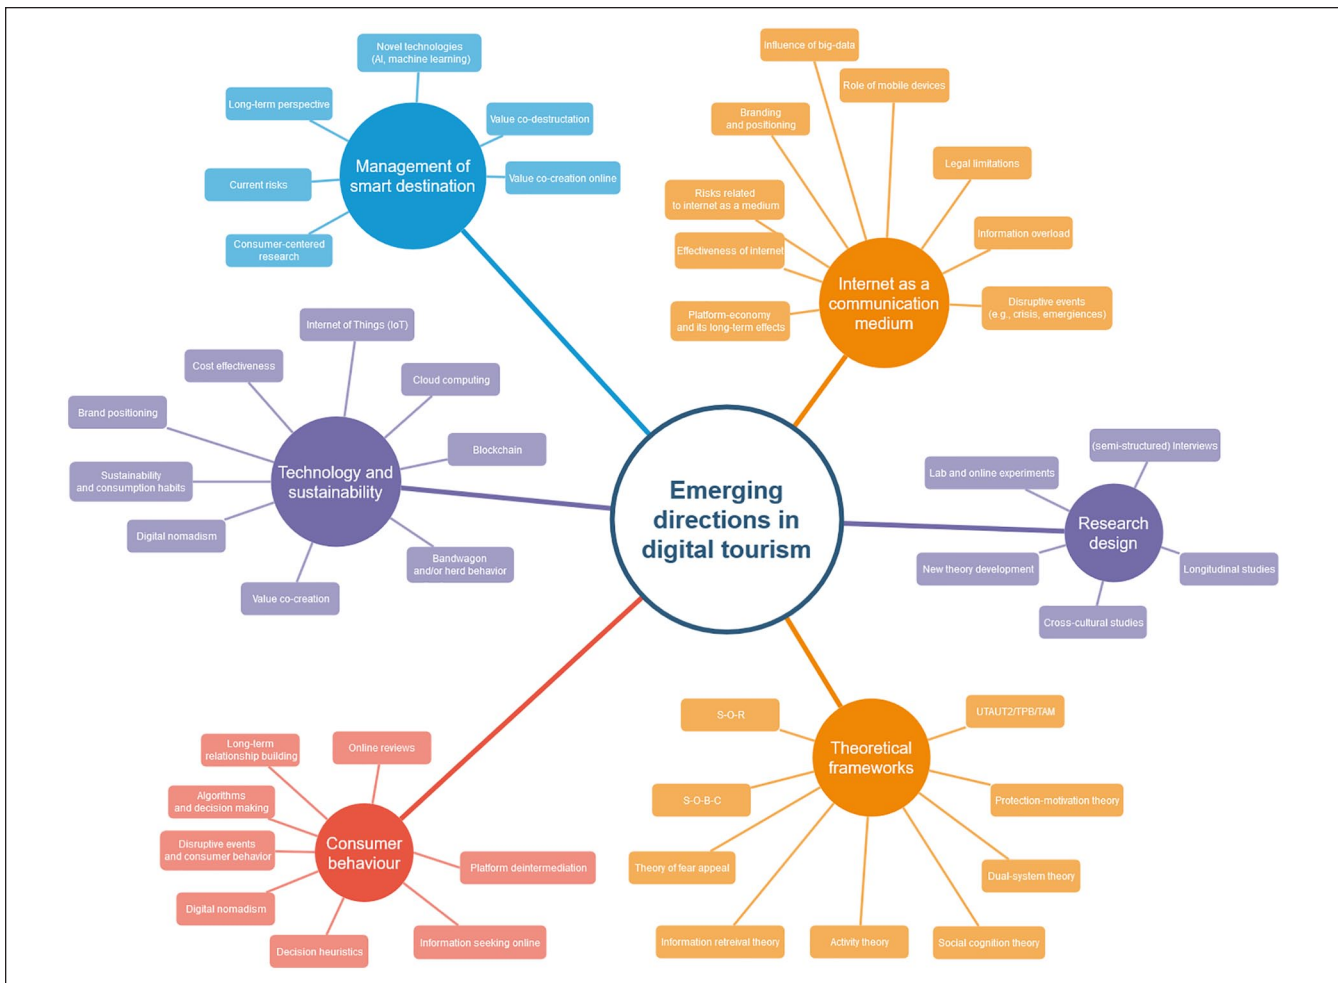 Novel technologies
(AI, machine learning)
Long-term perspective
Value co-destructation
Management of
smart destination
Current risks
Value co-creation online
Consumer-centered
research
Influence of big-data
Role of mobile devices
Branding
and positioning
Legal limitations
Risks related
to internet as a medium
Information overload
Effectiveness of internet
Internet as a
communication
medium
Platform-economy
and its long-term effects
Disruptive events
(e.g., crisis, emergiences)
Internet of Things (IoT)
Cost effectiveness
Cloud computing
Brand positioning
Blockchain
Technology and
sustainability
Sustainability
and consumption habits
Digital nomadism
Bandwagon
and/or herd behavior
Value co-creation
Emerging
directions in
digital tourism
(semi-structured) Interviews
Lab and online experiments
Research
design
New theory development
Longitudinal studies
Cross-cultural studies
Long-term
relationship building
Online reviews
Algorithms
and decision making
Disruptive events
and consumer behavior
Consumer
behaviour
Platform deintermediation
Digital nomadism
Decision heuristics
Information seeking online
S-O-R
UTAUT2/TPB/TAM
Theoretical
frameworks
S-O-B-C
Protection-motivation theory
Theory of fear appeal
Dual-system theory
Information retreival theory
Activity theory
Social cognition theory